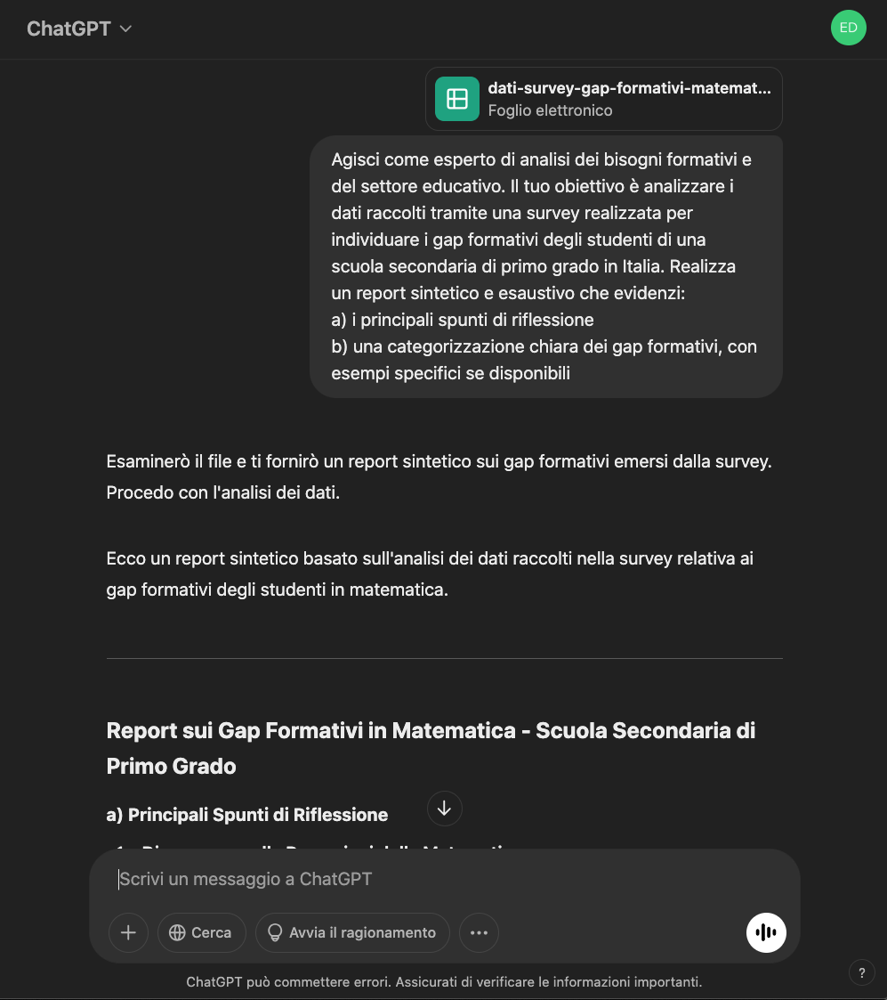 ChatGPT
ED
dati-survey-gap-formativi-matemat...
Foglio elettronico
Agisci come esperto di analisi dei bisogni formativi e
del settore educativo. Il tuo obiettivo è analizzare i
dati raccolti tramite una survey realizzata per
individuare i gap formativi degli studenti di una
scuola secondaria di primo grado in Italia. Realizza
un report sintetico e esaustivo che evidenzi:
a) i principali spunti di riflessione
b) una categorizzazione chiara dei gap formativi, con
esempi specifici se disponibili
Esaminerò il file e ti fornirò un report sintetico sui gap formativi emersi dalla survey.
Procedo con l'analisi dei dati.
Ecco un report sintetico basato sull'analisi dei dati raccolti nella survey relativa ai
gap formativi degli studenti in matematica.
Report sui Gap Formativi in Matematica - Scuola Secondaria di
Primo Grado
a) Principali Spunti di Riflessione
Scrivi un messaggio a ChatGPT
Cerca
Avvia il ragionamento
ChatGPT può commettere errori. Assicurati di verificare le informazioni importanti.
?